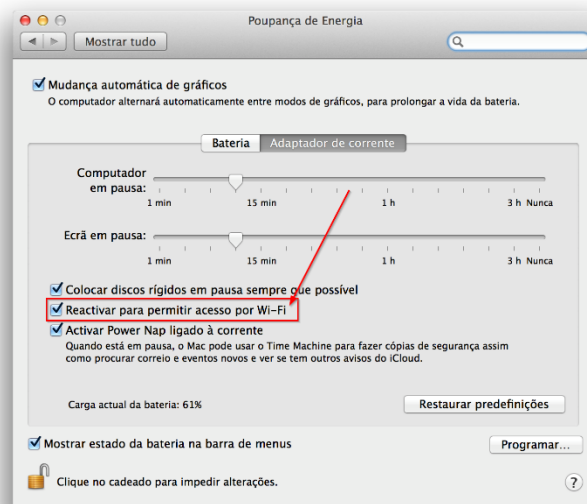 Poupança de Energia
Mostrar tudo
Mudança automática de gráficos
O computador alternará automaticamente entre modos de gráficos, para prolongar a vida da bateria.
Bateria Adaptador de corrente
Computador
em pausa:
1 min 15 min 1 h 3 h Nunca
Ecrã em pausa:
1 min 15 min 1 h 3 h Nunca
Colocar discos rígidos em pausa sempre que possível
Reactivar para permitir acesso por Wi-Fi
Activar Power Nap ligado à corrente
Quando está em pausa, o Mac pode usar o Time Machine para fazer cópias de segurança assim
como procurar correio e eventos novos e ver se tem outros avisos do iCloud.
Carga actual da bateria: 61% Restaurar predefinições
Mostrar estado da bateria na barra de menus Programar...
Clique no cadeado para impedir alterações. ?